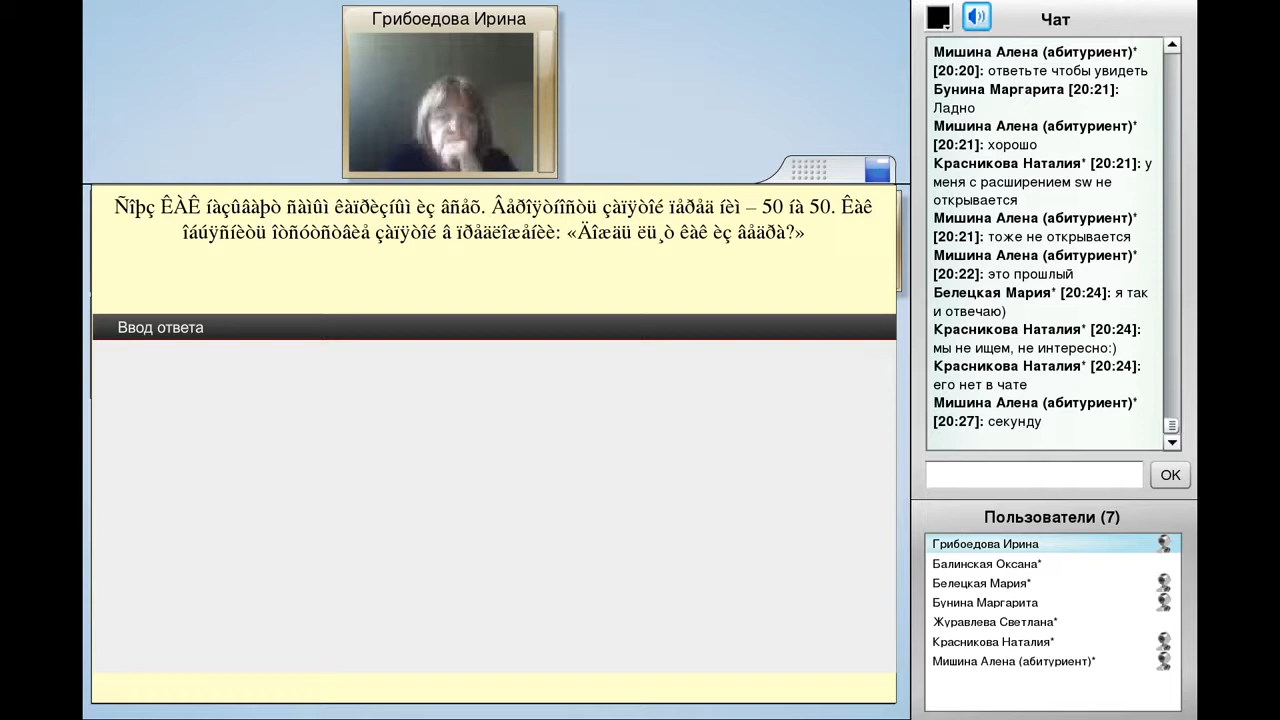 Грибоедова Ирина
Ñîþç ÊÀÊ íàçûâàþò ñàìûì êàïðèçíûì èç âñåõ. Âåðîÿòíîñòü çàïÿòîé ïåðåä íèì – 50 íà 50. Êàê
îáúÿñíèòü îòñóòñòâèå çàïÿòîé â ïðåäëîæåíèè: «Äîæäü ëü¸ò êàê èç âåäðà?»
Ввод ответа
Чат
Мишина Алена (абитуриент)*
[20:20]: ответьте чтобы увидеть
Бунина Маргарита [20:21]:
Ладно
Мишина Алена (абитуриент)*
[20:21]: хорошо
Красникова Наталия* [20:21]: у
меня с расширением sw не
открывается
Мишина Алена (абитуриент)*
[20:21]: тоже не открывается
Мишина Алена (абитуриент)*
[20:22]: это прошлый
Белецкая Мария* [20:24]: я так
и отвечаю)
Красникова Наталия* [20:24]:
мы не ищем, не интересно:)
Красникова Наталия* [20:24]:
его нет в чате
Мишина Алена (абитуриент)*
[20:27]: секунду
OK
Пользователи (7)
Грибоедова Ирина
Балинская Оксана*
Белецкая Мария*
Бунина Маргарита
Журавлева Светлана*
Красникова Наталия*
Мишина Алена (абитуриент)*